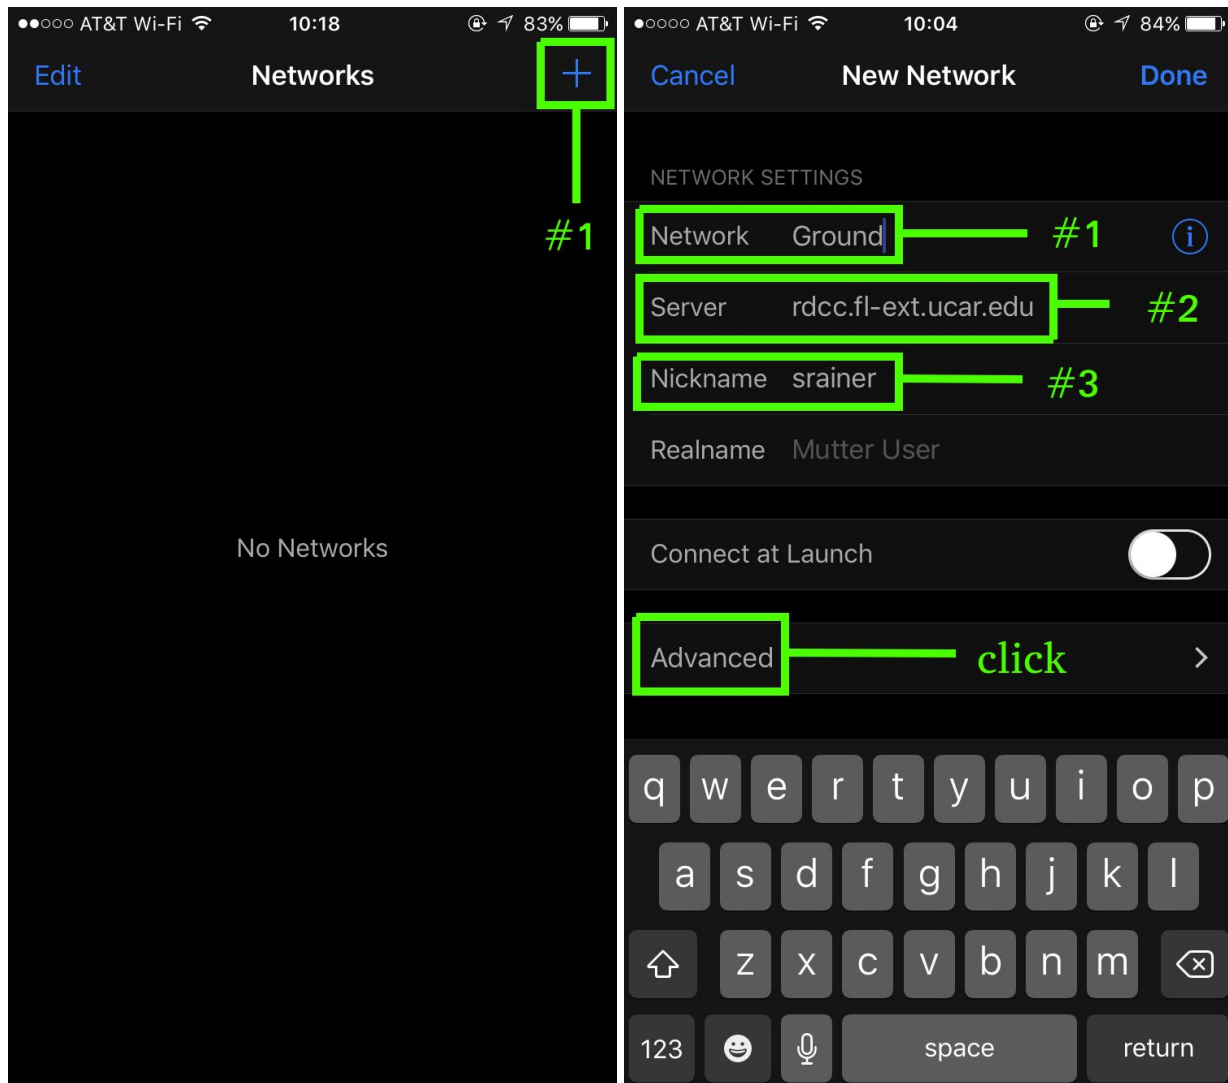 AT&T Wi-Fi 10:18 83%
Edit Networks +
#1
No Networks
AT&T Wi-Fi 10:04 84%
Cancel New Network Done
NETWORK SETTINGS
Network Ground #1 i
Server rdcc.fl-ext.ucar.edu #2
Nickname srainer #3
Realname Mutter User
Connect at Launch
Advanced click >
q w e r t y u i o p
a s d f g h j k l
z x c v b n m
123 space return